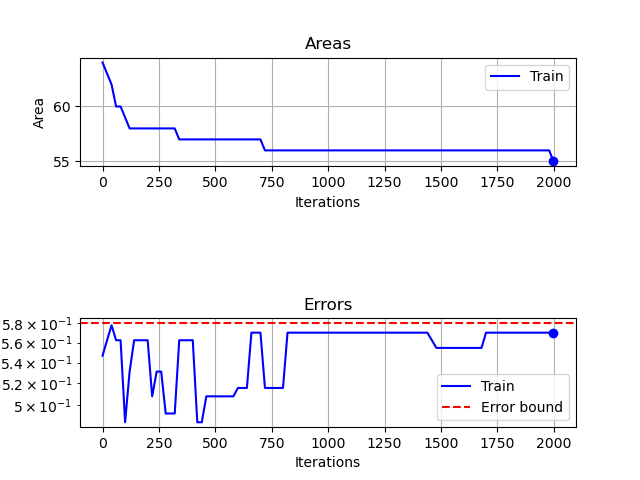 Areas
Area
60
55
Train
0 250 500 750 1000 1250 1500 1750 2000
Iterations
Errors
5.8 × 10⁻¹
5.6 × 10⁻¹
5.4 × 10⁻¹
5.2 × 10⁻¹
5 × 10⁻¹
Train
Error bound
0 250 500 750 1000 1250 1500 1750 2000
Iterations